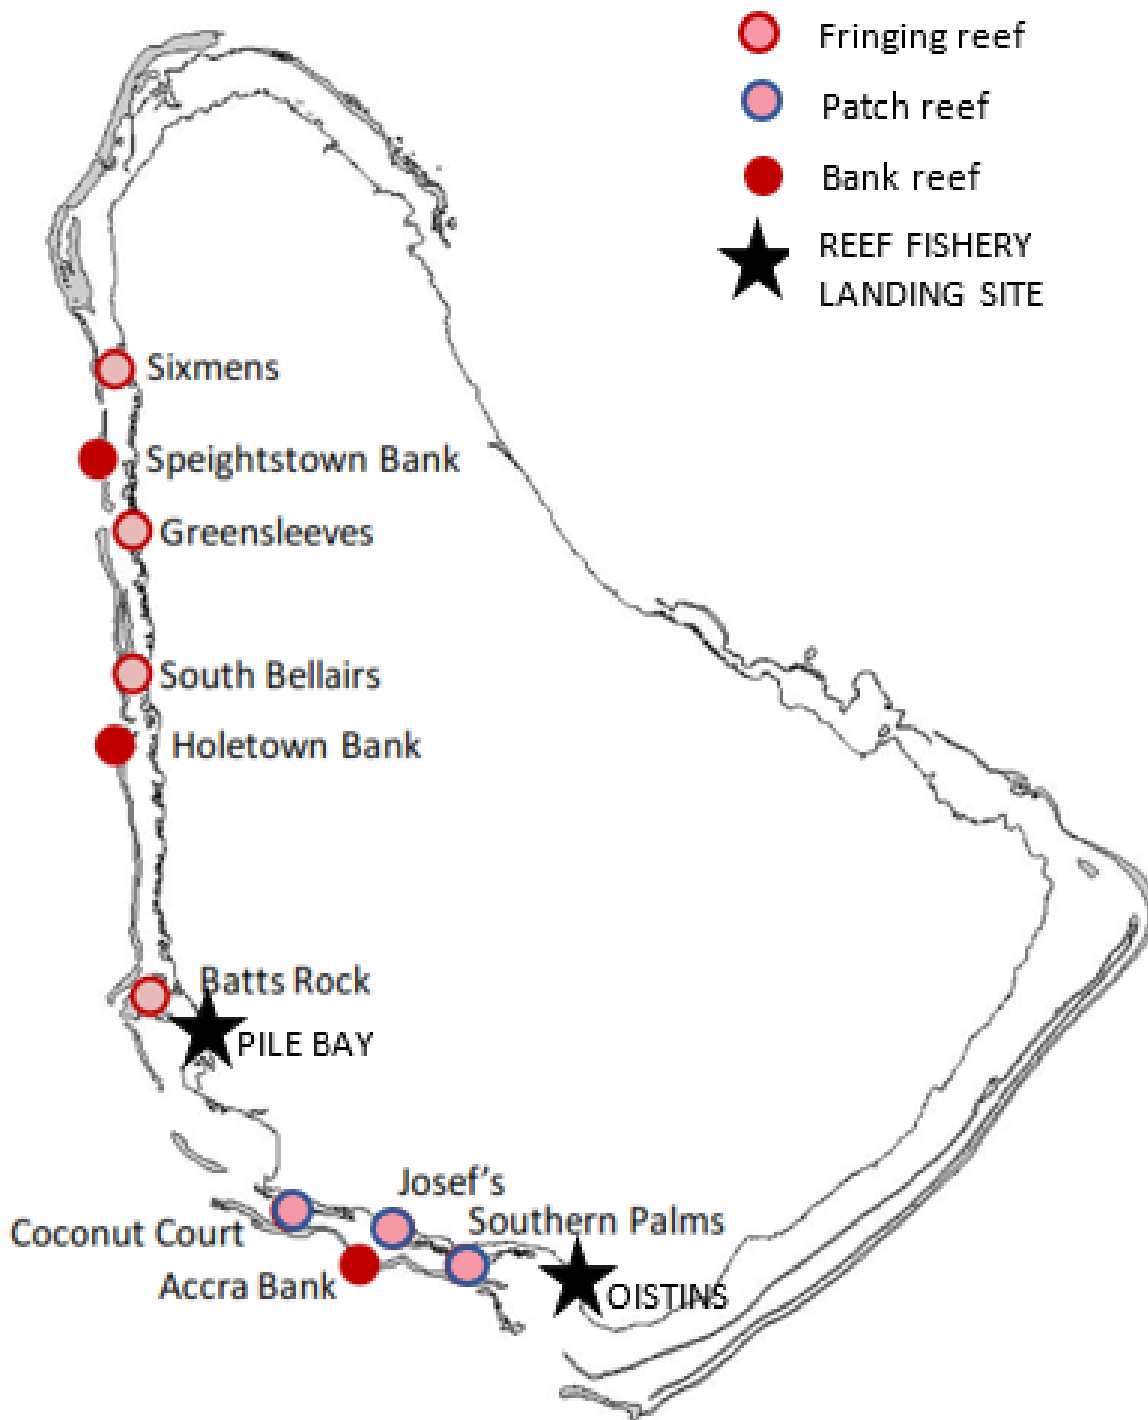 Fringing reef
Patch reef
Bank reef
REEF FISHERY
LANDING SITE
Sixmens
Speightstown Bank
Greensleeves
South Bellairs
Holetown Bank
Batts Rock
PILE BAY
Josef's
Southern Palms
Coconut Court
Accra Bank
OISTINS